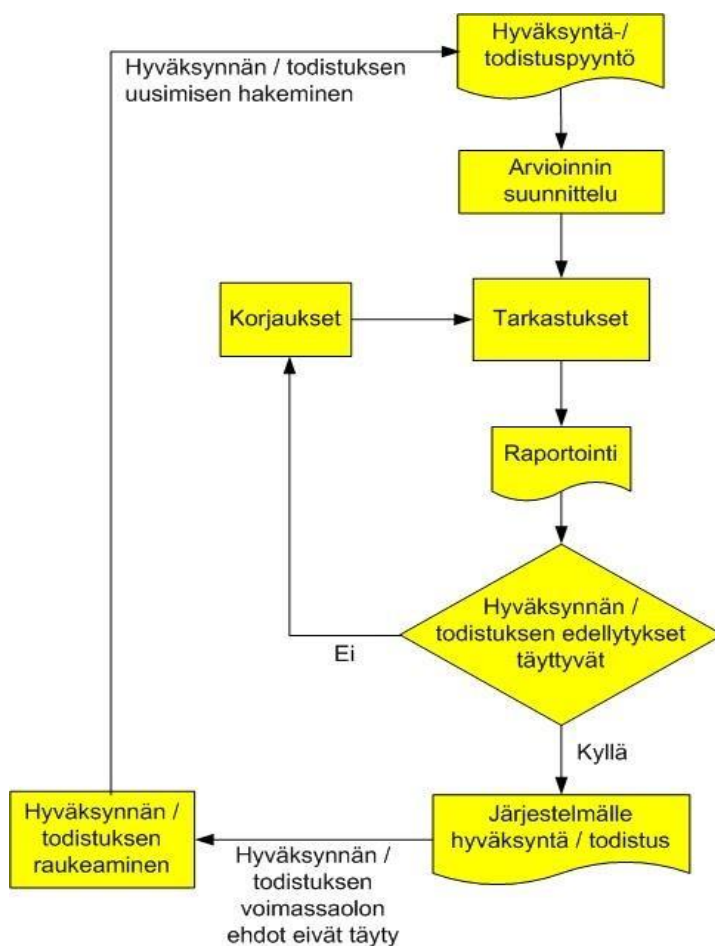 Hyväksyntä-/
todistuspyyntö
Hyväksynnän / todistuksen
uusimisen hakeminen
Arvioinnin
suunnittelu
Korjaukset
Tarkastukset
Raportointi
Hyväksynnän /
todistuksen edellytykset
täyttyvät
Ei
Kyllä
Järjestelmälle
hyväksyntä / todistus
Hyväksynnän /
todistuksen
voimassaolon
ehdot eivät täyty
Hyväksynnän /
todistuksen
raukeaminen